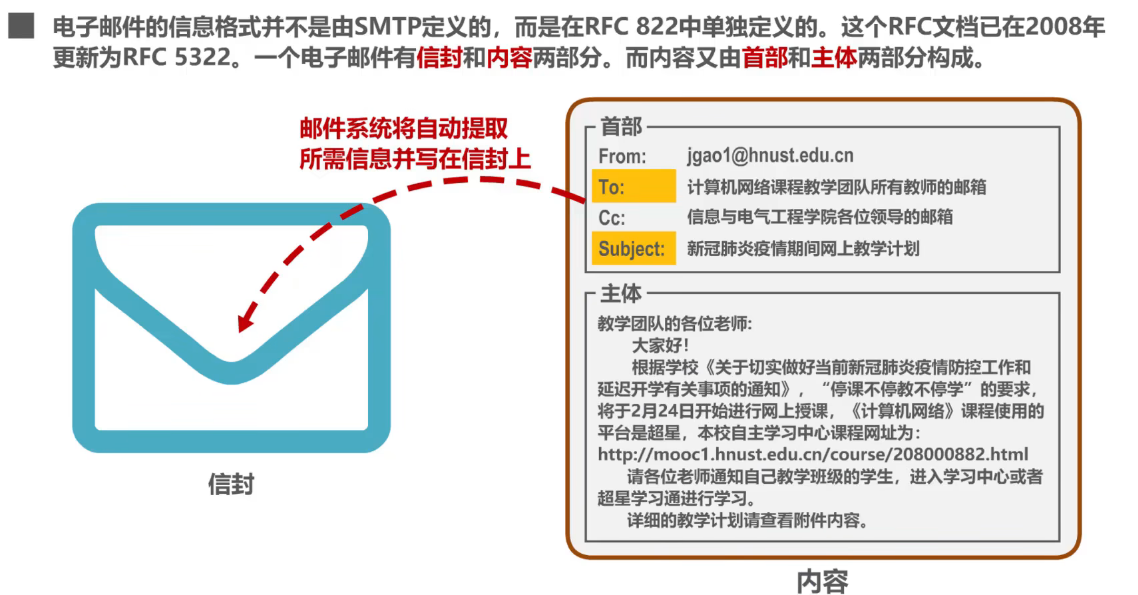 电子邮件的信息格式并不是由SMTP定义的，而是在RFC 822中单独定义的。这个RFC文档已在2008年
更新为RFC 5322。一个电子邮件有信封和内容两部分。而内容又由首部和主体两部分构成。
邮件系统将自动提取
所需信息并写在信封上
信封
首部
From: jgao1@hnust.edu.cn
To: 计算机网络课程教学团队所有教师的邮箱
Cc: 信息与电气工程学院各位领导的邮箱
Subject: 新冠肺炎疫情期间网上教学计划
主体
教学团队的各位老师:
大家好！
根据学校《关于切实做好当前新冠肺炎疫情防控工作和
延迟开学有关事项的通知》，“停课不停教不停学”的要求，
将于2月24日开始进行网上授课，《计算机网络》课程使用的
平台是超星，本校自主学习中心课程网址为：
http://mooc1.hnust.edu.cn/course/208000882.html
请各位老师通知自己教学班级的学生，进入学习中心或者
超星学习通进行学习。
详细的教学计划请查看附件内容。
内容